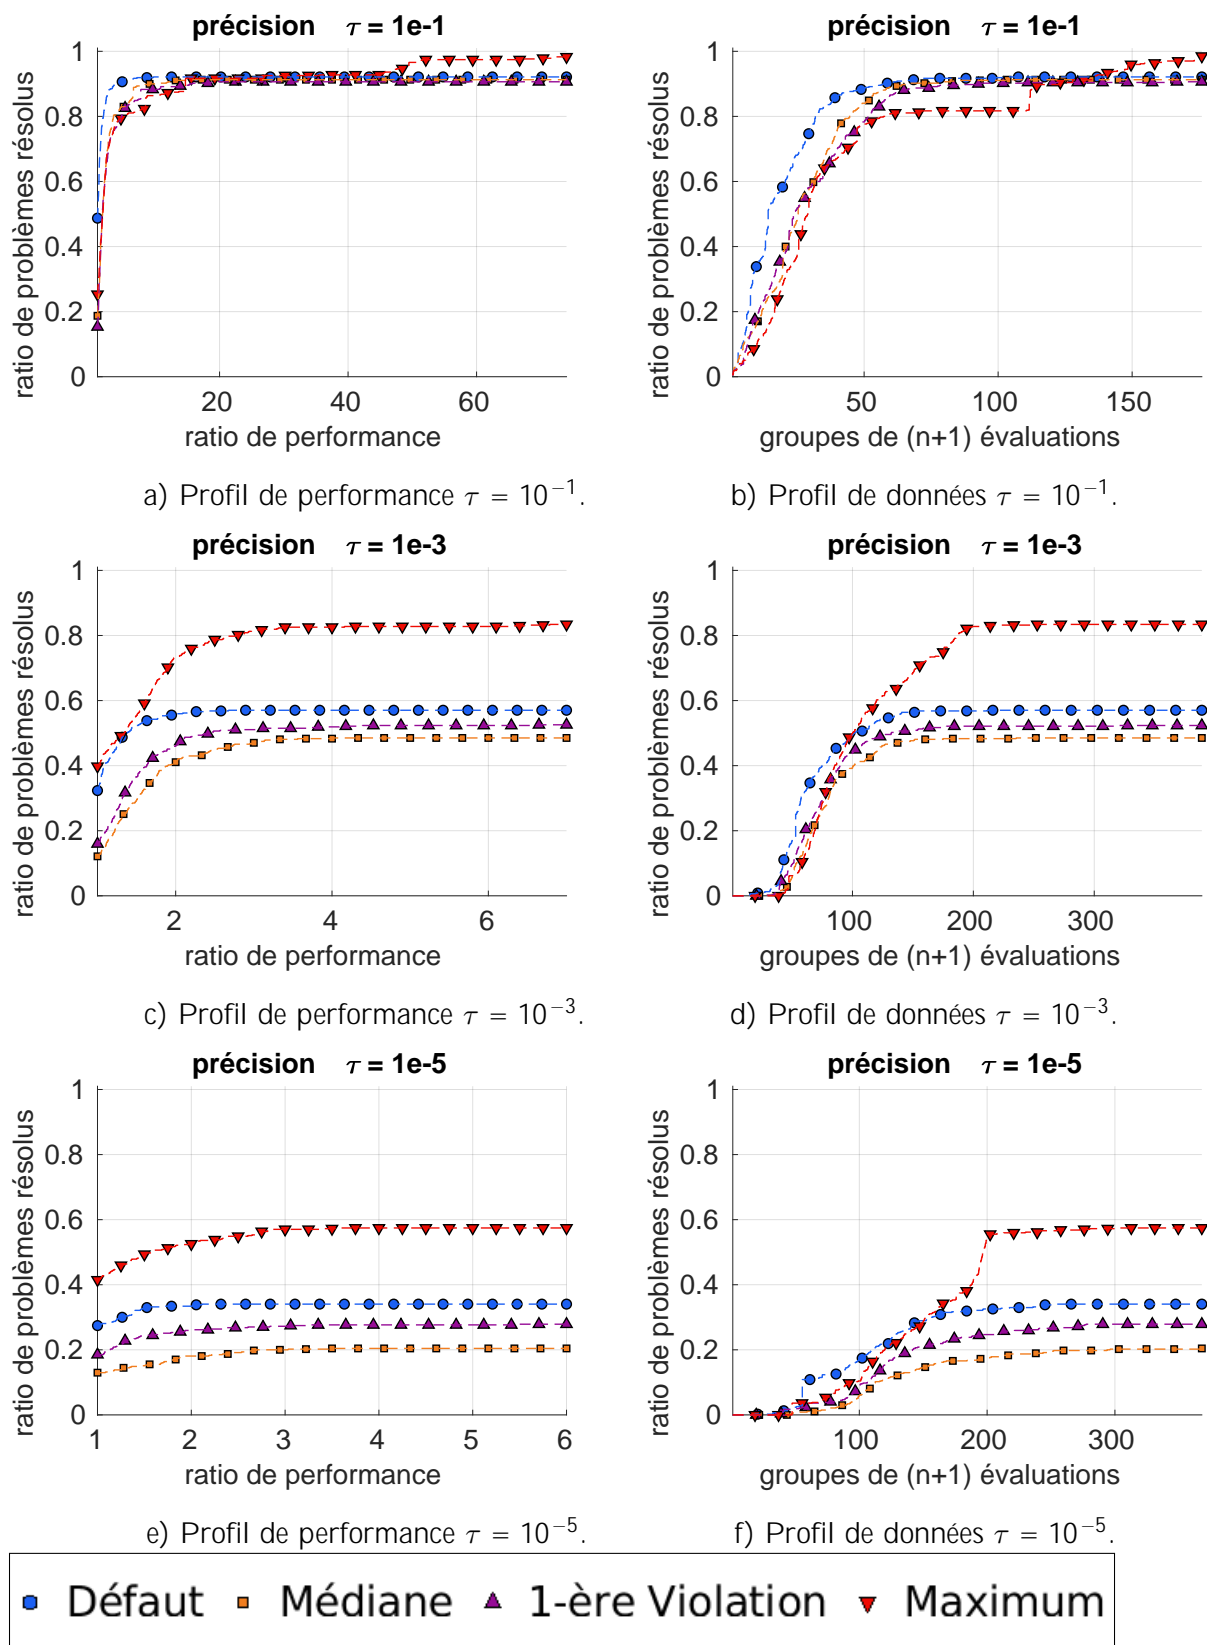 précision τ = 1e-1
ratio de problèmes résolus
1
0.8
0.6
0.4
0.2
0
20 40 60
ratio de performance
a) Profil de performance τ = 10⁻¹.
précision τ = 1e-1
ratio de problèmes résolus
1
0.8
0.6
0.4
0.2
0
50 100 150
groupes de (n+1) évaluations
b) Profil de données τ = 10⁻¹.
précision τ = 1e-3
ratio de problèmes résolus
1
0.8
0.6
0.4
0.2
0
2 4 6
ratio de performance
c) Profil de performance τ = 10⁻³.
précision τ = 1e-3
ratio de problèmes résolus
1
0.8
0.6
0.4
0.2
0
100 200 300
groupes de (n+1) évaluations
d) Profil de données τ = 10⁻³.
précision τ = 1e-5
ratio de problèmes résolus
1
0.8
0.6
0.4
0.2
0
1 2 3 4 5 6
ratio de performance
e) Profil de performance τ = 10⁻⁵.
précision τ = 1e-5
ratio de problèmes résolus
1
0.8
0.6
0.4
0.2
0
100 200 300
groupes de (n+1) évaluations
f) Profil de données τ = 10⁻⁵.
Défaut Médiane 1-ère Violation Maximum